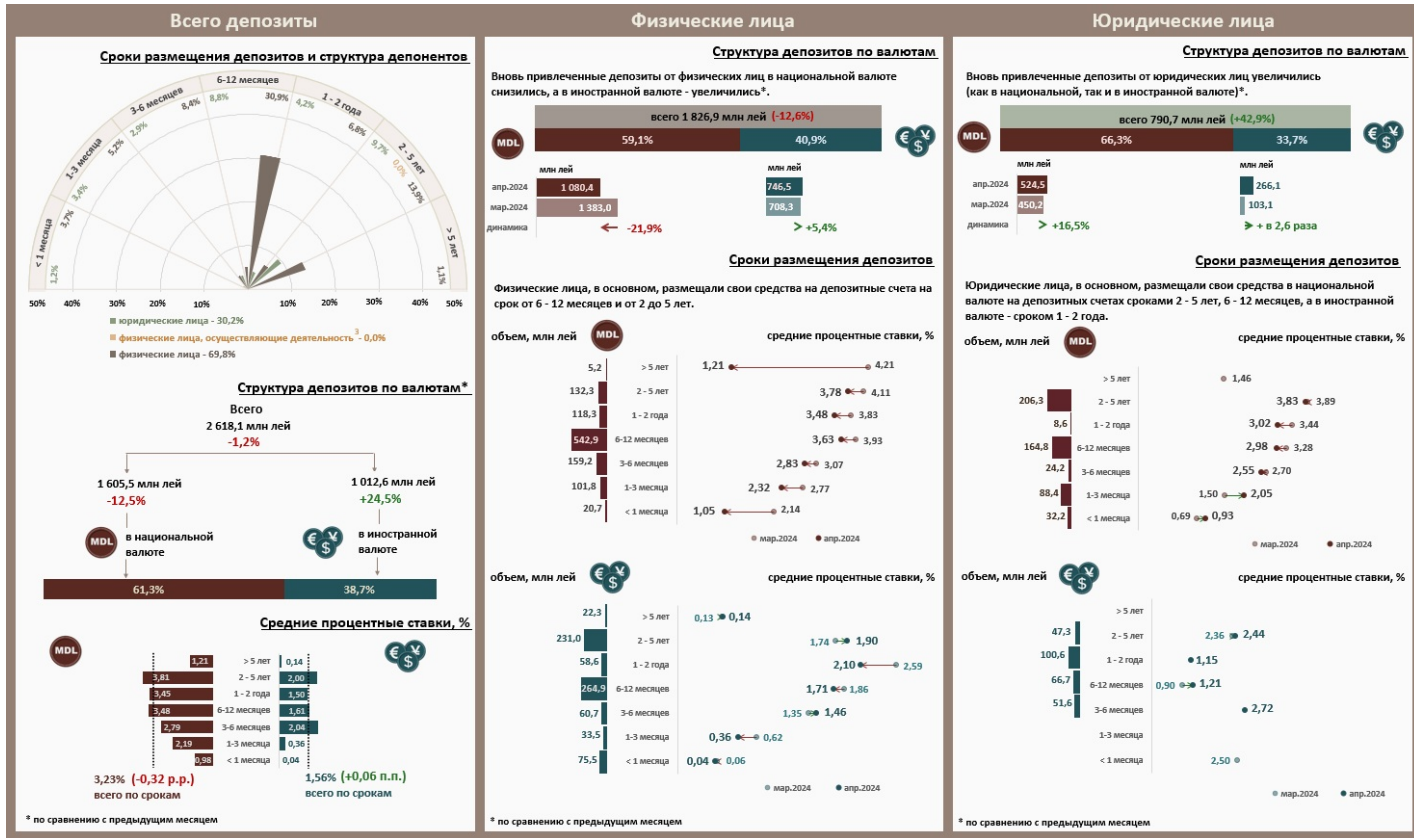 Всего депозиты
Сроки размещения депозитов и структура депонентов
< 1 месяца
1-3 месяца
3-6 месяцев
6-12 месяцев
1 - 2 года
2 - 5 лет
> 5 лет
1,2%
3,7%
3,4%
5,2%
2,9%
8,4%
8,8%
30,9%
4,2%
6,8%
9,7%
0,0%
13,9%
1,1%
50% 40% 30% 20% 10% 10% 20% 30% 40% 50%
юридические лица - 30,2%
физические лица, осуществляющие деятельность 3 - 0,0%
физические лица - 69,8%
Структура депозитов по валютам*
Всего
2 618,1 млн лей
-1,2%
1 605,5 млн лей
-12,5%
1 012,6 млн лей
+24,5%
MDL
в национальной
валюте
€ ¥ $
в иностранной
валюте
61,3% 38,7%
Средние процентные ставки, %
MDL
€ ¥ $
1,21 > 5 лет 0,14
3,81 2 - 5 лет 2,00
3,45 1 - 2 года 1,50
3,48 6-12 месяцев 1,61
2,79 3-6 месяцев 2,04
2,19 1-3 месяца 0,36
0,98 < 1 месяца 0,04
3,23% (-0,32 p.p.)
всего по срокам
1,56% (+0,06 п.п.)
всего по срокам
* по сравнению с предыдущим месяцем
Физические лица
Структура депозитов по валютам
Вновь привлеченные депозиты от физических лиц в национальной валюте
снизились, а в иностранной валюте - увеличились*.
всего 1 826,9 млн лей (-12,6%)
MDL 59,1% 40,9% € ¥ $
млн лей млн лей
апр.2024 1 080,4 746,5
мар.2024 1 383,0 708,3
динамика -21,9% +5,4%
Сроки размещения депозитов
Физические лица, в основном, размещали свои средства на депозитные счета на
срок от 6 - 12 месяцев и от 2 до 5 лет.
объем, млн лей MDL средние процентные ставки, %
5,2 > 5 лет 1,21 4,21
132,3 2 - 5 лет 3,78 4,11
118,3 1 - 2 года 3,48 3,83
542,9 6-12 месяцев 3,63 3,93
159,2 3-6 месяцев 2,83 3,07
101,8 1-3 месяца 2,32 2,77
20,7 < 1 месяца 1,05 2,14
мар.2024 апр.2024
объем, млн лей € ¥ $ средние процентные ставки, %
22,3 > 5 лет 0,13 0,14
231,0 2 - 5 лет 1,74 1,90
58,6 1 - 2 года 2,10 2,59
264,9 6-12 месяцев 1,71 1,86
60,7 3-6 месяцев 1,35 1,46
33,5 1-3 месяца 0,36 0,62
75,5 < 1 месяца 0,04 0,06
мар.2024 апр.2024
* по сравнению с предыдущим месяцем
Юридические лица
Структура депозитов по валютам
Вновь привлеченные депозиты от юридических лиц увеличились
(как в национальной, так и в иностранной валюте)*.
всего 790,7 млн лей (+42,9%)
MDL 66,3% 33,7% € ¥ $
млн лей млн лей
апр.2024 524,5 266,1
мар.2024 450,2 103,1
динамика +16,5% + в 2,6 раза
Сроки размещения депозитов
Юридические лица, в основном, размещали свои средства в национальной
валюте на депозитных счетах сроками 2 - 5 лет, 6 - 12 месяцев, а в иностранной
валюте - сроком 1 - 2 года.
объем, млн лей MDL средние процентные ставки, %
> 5 лет 1,46
206,3 2 - 5 лет 3,83 3,89
8,6 1 - 2 года 3,02 3,44
164,8 6-12 месяцев 2,98 3,28
24,2 3-6 месяцев 2,55 2,70
88,4 1-3 месяца 1,50 2,05
32,2 < 1 месяца 0,69 0,93
мар.2024 апр.2024
объем, млн лей € ¥ $ средние процентные ставки, %
> 5 лет
47,3 2 - 5 лет 2,36 2,44
100,6 1 - 2 года 1,15
66,7 6-12 месяцев 0,90 1,21
51,6 3-6 месяцев 2,72
1-3 месяца
< 1 месяца 2,50
мар.2024 апр.2024
* по сравнению с предыдущим месяцем